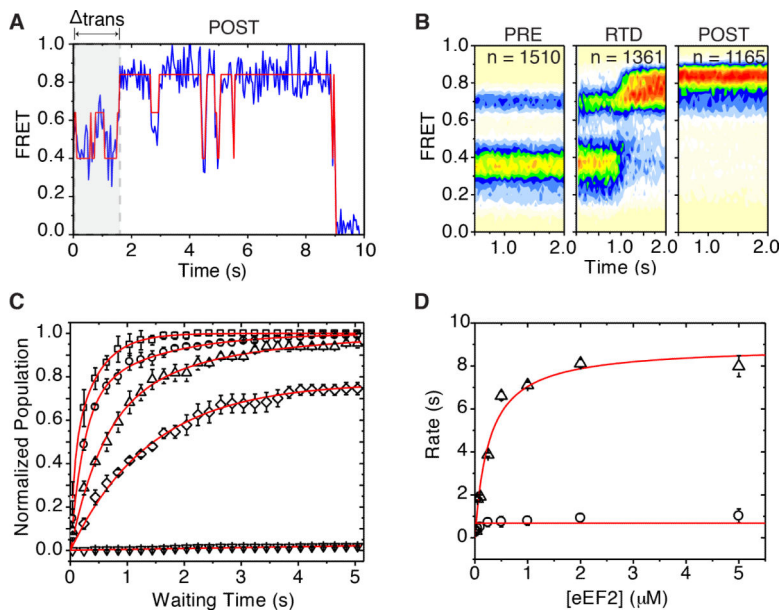 A
Δtrans
POST
FRET
1.0
0.8
0.6
0.4
0.2
0.0
0 2 4 6 8 10
Time (s)
B
PRE RTD POST
n = 1510 n = 1361 n = 1165
FRET
1.0
0.8
0.6
0.4
0.2
0.0
1.0 2.0 1.0 2.0 1.0 2.0
Time (s)
C
Normalized Population
1.0
0.8
0.6
0.4
0.2
0.0
0 1 2 3 4 5
Waiting Time (s)
D
Rate (s)
10
8
6
4
2
0
0 1 2 3 4 5
[eEF2] (μM)